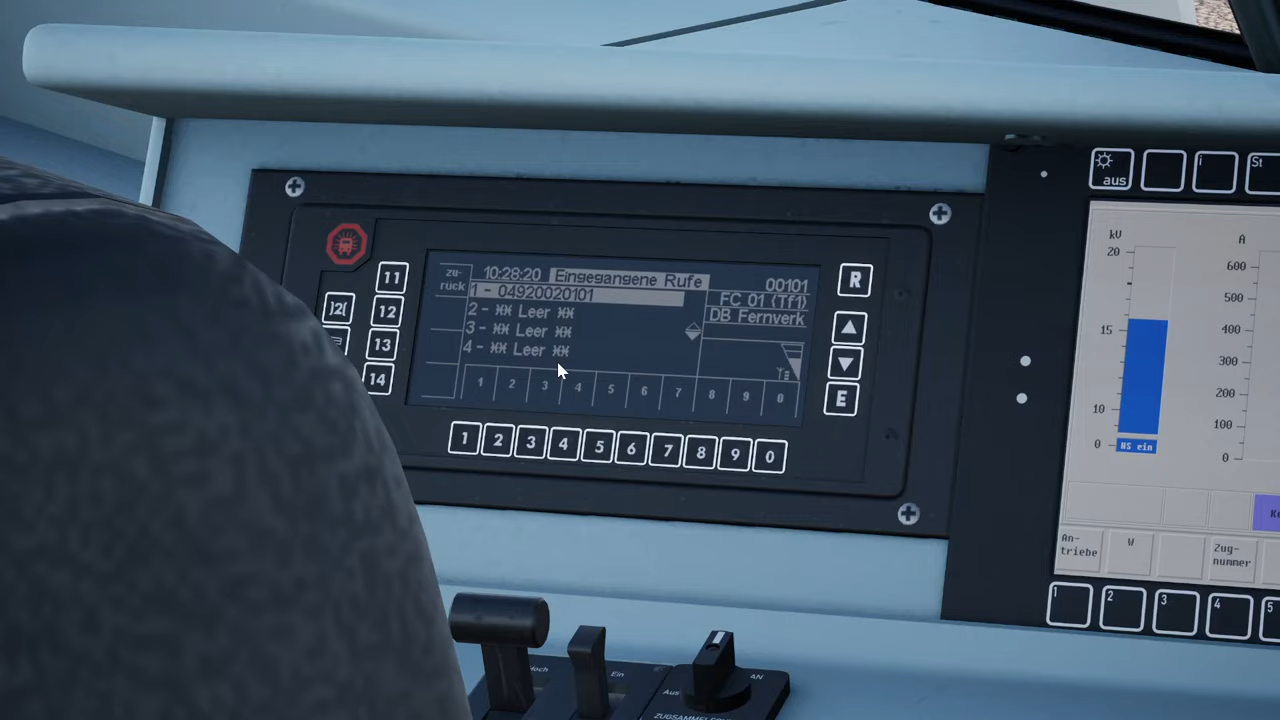 aus
i
St
11
12
13
14
zu-
rück
10:28:20 Eingegangene Rufe
1 - 04920020101
2 - ** Leer **
3 - ** Leer **
4 - ** Leer **
00101
FC 01 (Tf1)
DB Fernverk
1 2 3 4 5 6 7 8 9 0
R
E
1 2 3 4 5 6 7 8 9 0
kV
20
15
10
0
HS ein
A
600
500
400
300
200
100
0
An-
triebe
W
Zug-
nummer
1 2 3 4 5
Ein
Aus
AN